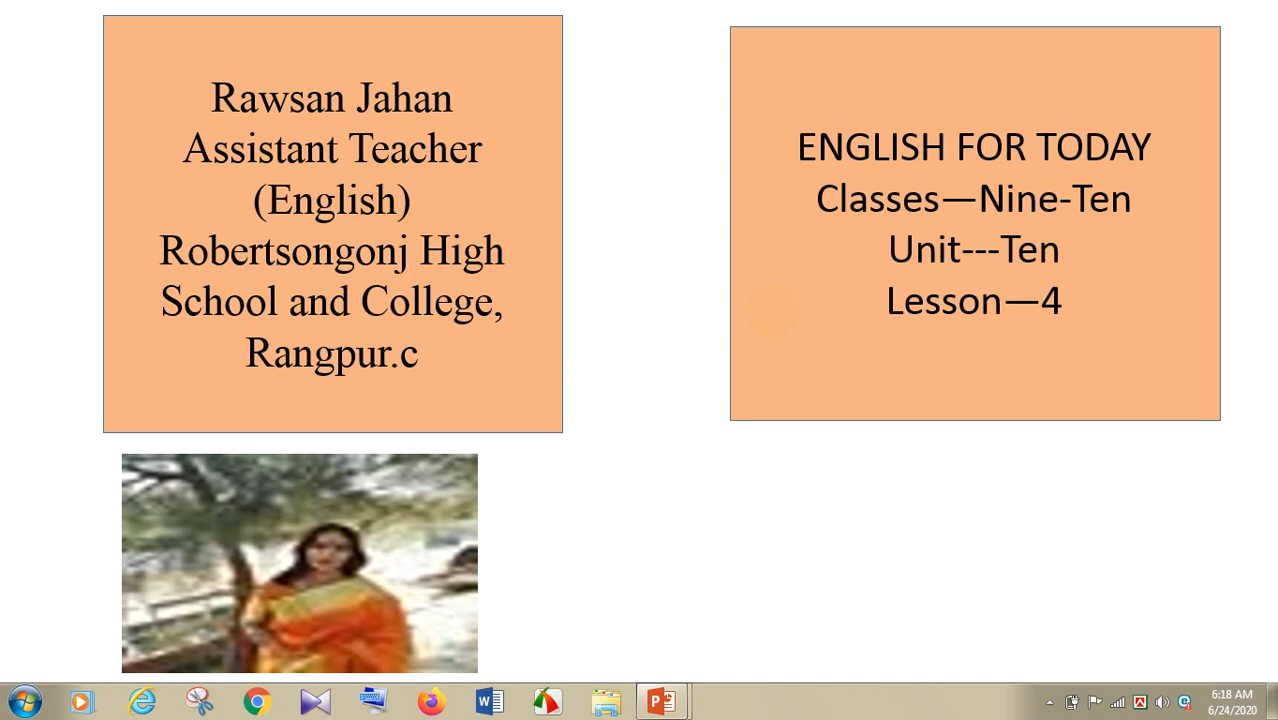 Rawsan Jahan
Assistant Teacher
(English)
Robertsongonj High
School and College,
Rangpur.c
ENGLISH FOR TODAY
Classes—Nine-Ten
Unit---Ten
Lesson—4
6:18 AM
6/24/2020